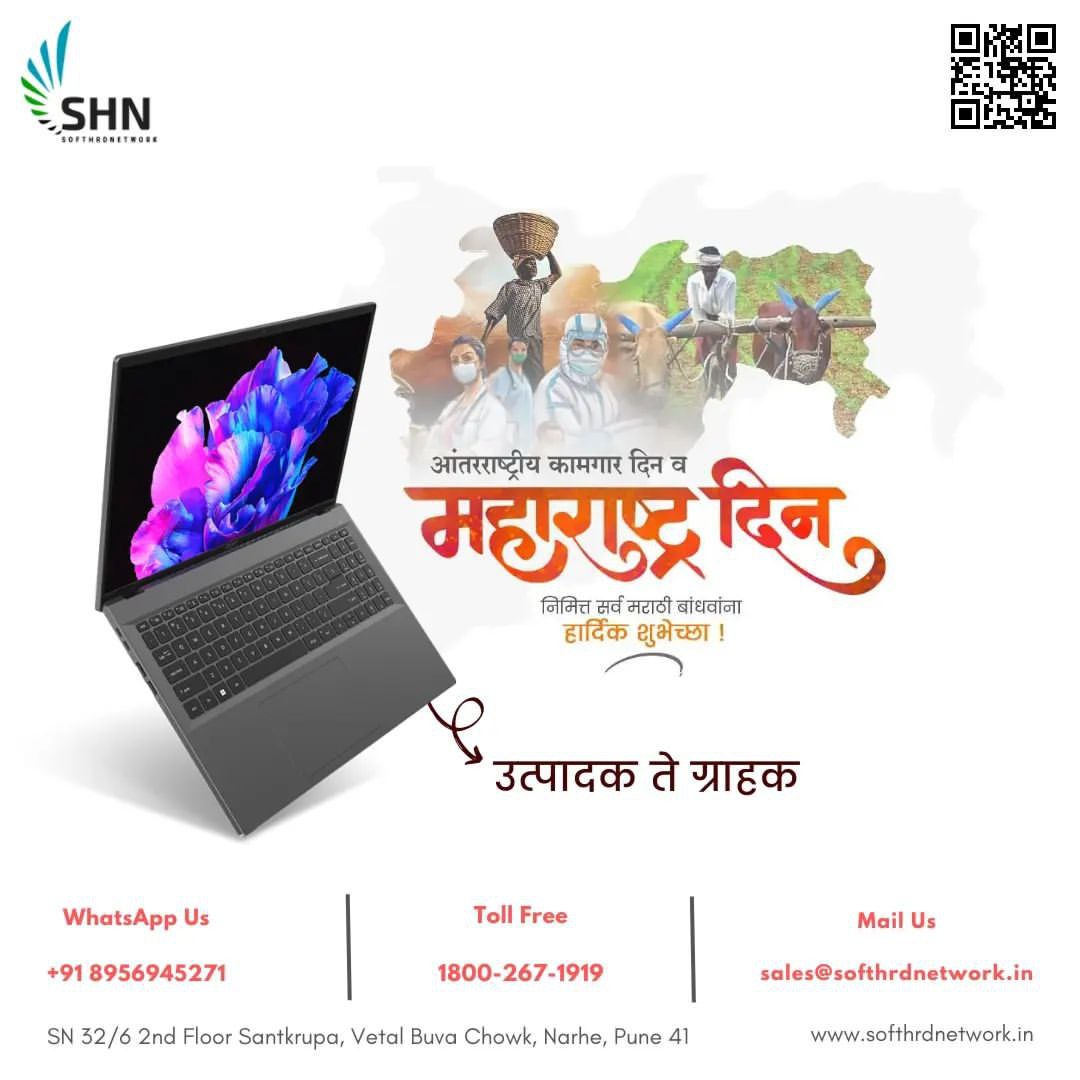 SHN
SOFTHRDNETWORK
आंतरराष्ट्रीय कामगार दिन व
महाराष्ट्र दिन
निमित्त सर्व मराठी बांधवांना
हार्दिक शुभेच्छा !
उत्पादक ते ग्राहक
WhatsApp Us
+91 8956945271
Toll Free
1800-267-1919
Mail Us
sales@softhrdnetwork.in
SN 32/6 2nd Floor Santkrupa, Vetal Buva Chowk, Narhe, Pune 41
www.softhrdnetwork.in